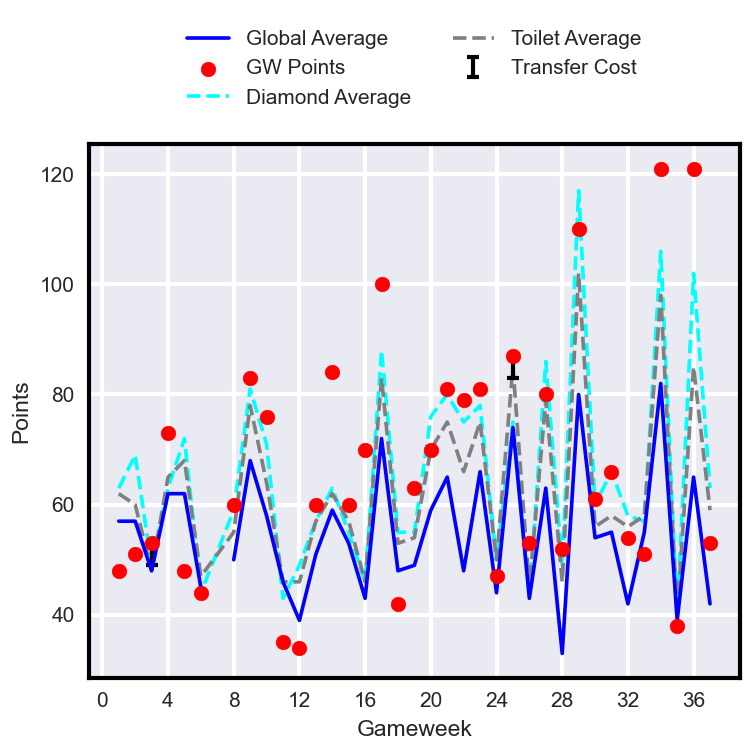 Global Average
GW Points
Diamond Average
Toilet Average
Transfer Cost
120
100
80
60
40
Points
0 4 8 12 16 20 24 28 32 36
Gameweek